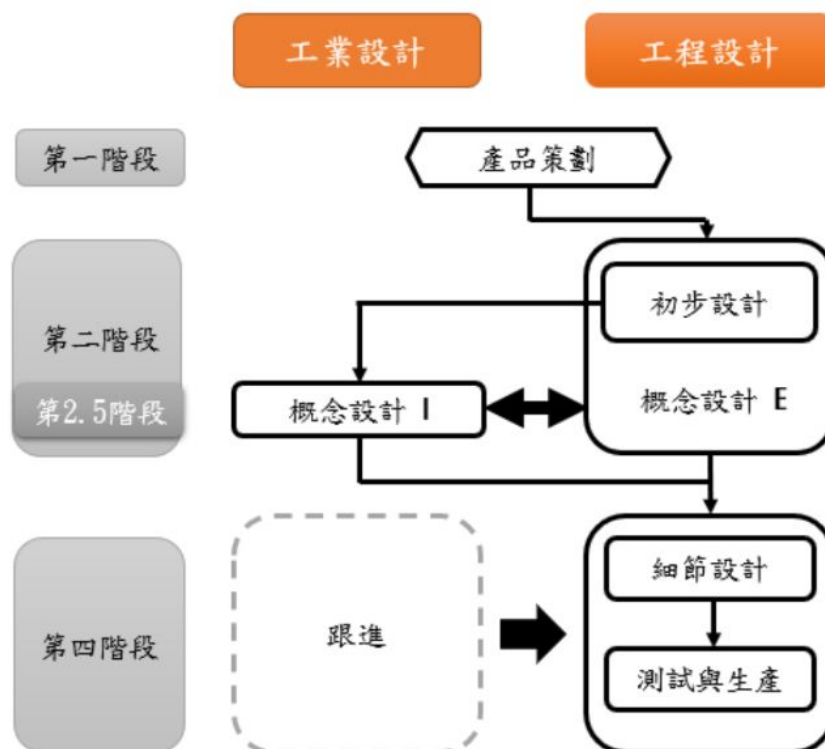 工業設計
工程設計
第一階段
產品策劃
第二階段
初步設計
第2.5階段
概念設計 I
概念設計 E
第四階段
跟進
細節設計
測試與生產